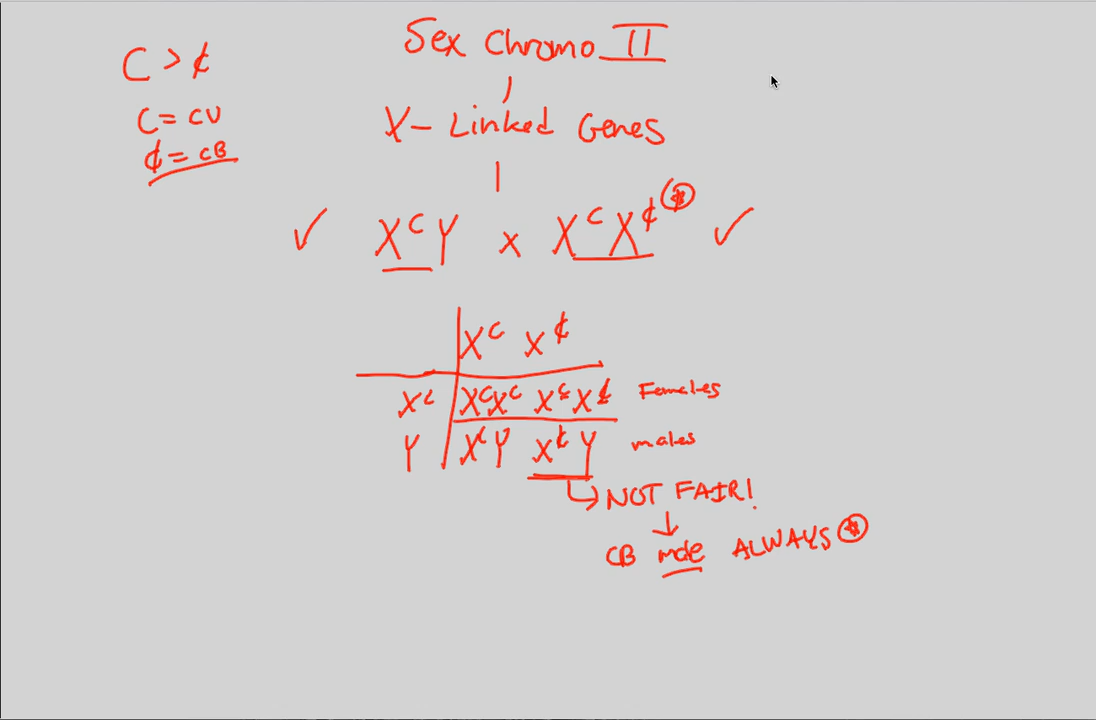 Sex Chromo II
C > ₵
C = CV
₵ = CB
X- Linked Genes
XᶜY x XᶜX₵ *
Xᶜ X₵
Xᶜ XᶜXᶜ XᶜX₵ Females
Y XᶜY X₵Y males
NOT FAIR!
CB male ALWAYS *